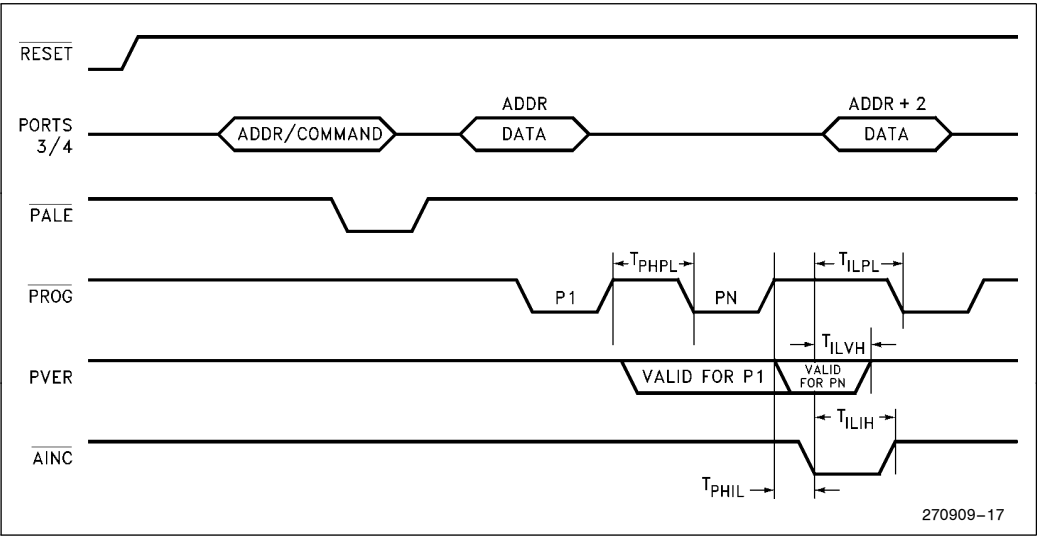 RESET
PORTS
3/4
ADDR/COMMAND
ADDR
DATA
ADDR + 2
DATA
PALE
PROG
P1
TPHPL
PN
TILPL
PVER
VALID FOR P1
VALID
FOR PN
TILVH
AINC
TILIH
TPHIL
270909-17